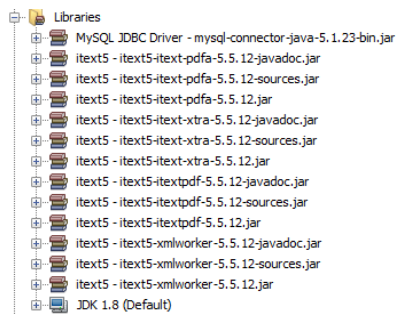 Libraries
MySQL JDBC Driver - mysql-connector-java-5.1.23-bin.jar
itext5 - itext5-itext-pdfa-5.5.12-javadoc.jar
itext5 - itext5-itext-pdfa-5.5.12-sources.jar
itext5 - itext5-itext-pdfa-5.5.12.jar
itext5 - itext5-itext-xtra-5.5.12-javadoc.jar
itext5 - itext5-itext-xtra-5.5.12-sources.jar
itext5 - itext5-itext-xtra-5.5.12.jar
itext5 - itext5-itextpdf-5.5.12-javadoc.jar
itext5 - itext5-itextpdf-5.5.12-sources.jar
itext5 - itext5-itextpdf-5.5.12.jar
itext5 - itext5-xmlworker-5.5.12-javadoc.jar
itext5 - itext5-xmlworker-5.5.12-sources.jar
itext5 - itext5-xmlworker-5.5.12.jar
JDK 1.8 (Default)